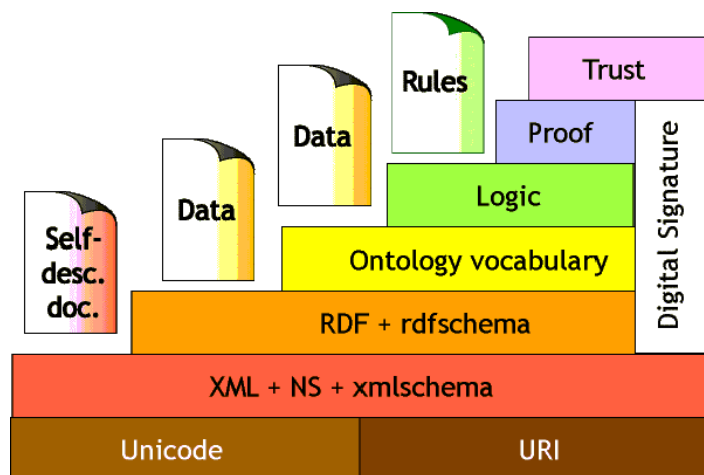 Rules
Trust
Data
Proof
Data
Logic
Self-
desc.
doc.
Ontology vocabulary
Digital Signature
RDF + rdfschema
XML + NS + xmlschema
Unicode
URI